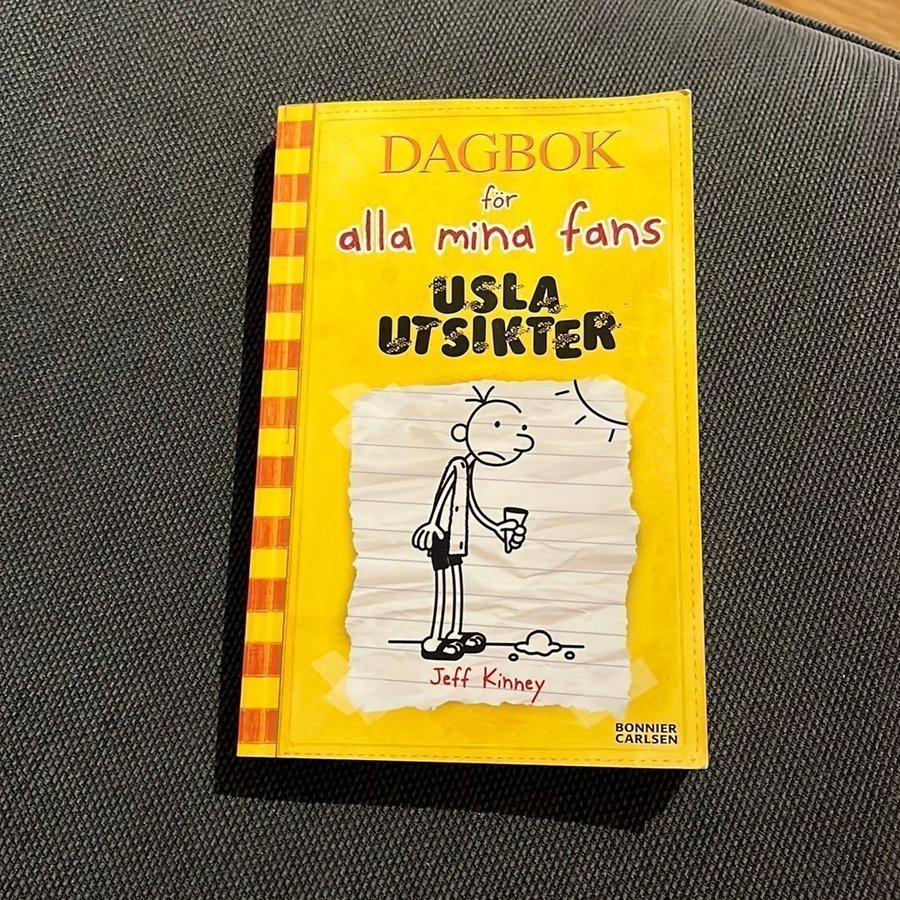 DAGBOK
för
alla mina fans
USLA
UTSIKTER
Jeff Kinney
BONNIER
CARLSEN